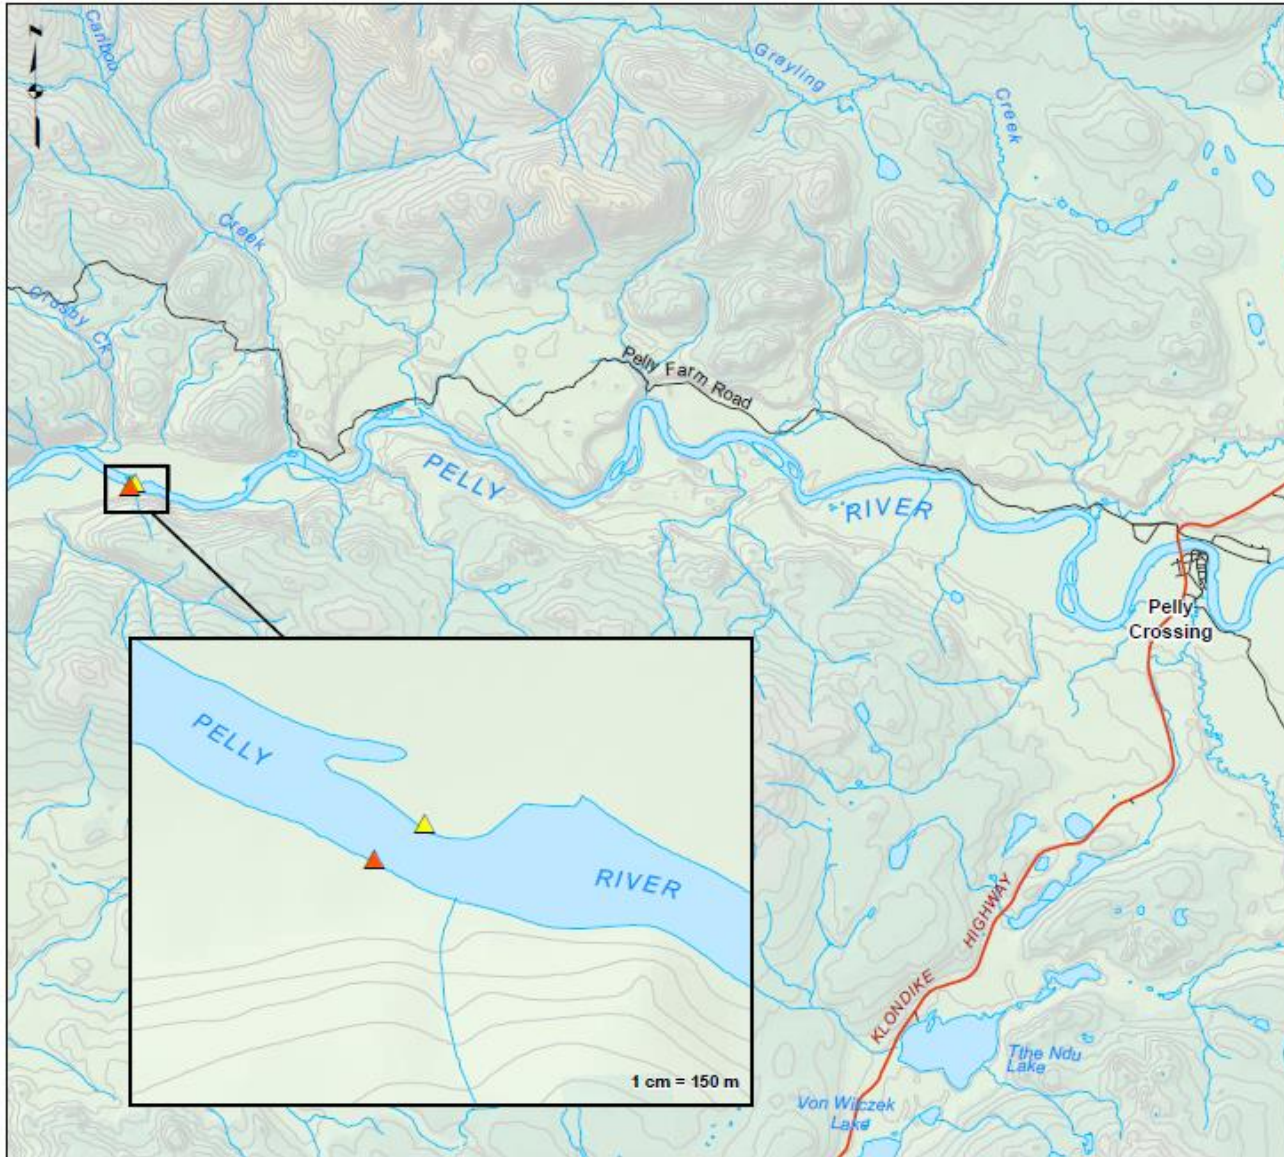 Z
Caribou
Creek
Grayling
Creek
Crosby Ck.
Pelly Farm Road
PELLY
RIVER
Pelly
Crossing
PELLY
RIVER
1 cm = 150 m
KLONDIKE
HIGHWAY
Tthe Ndu
Lake
Von Wilczek
Lake